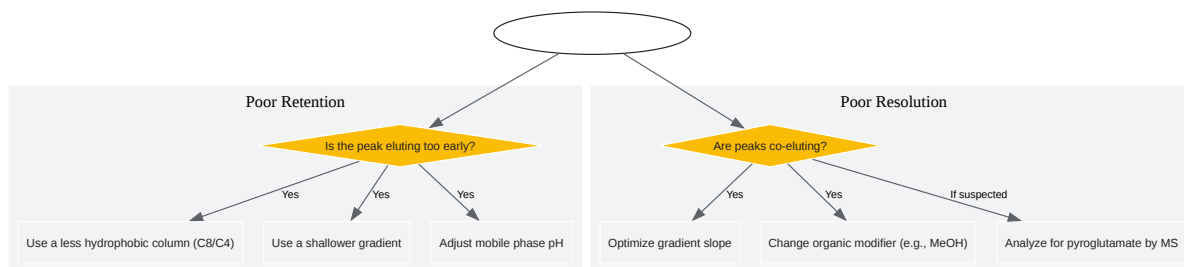 Poor Retention
Is the peak eluting too early?
Yes
Yes
Yes
Use a less hydrophobic column (C8/C4)
Use a shallower gradient
Adjust mobile phase pH
Poor Resolution
Are peaks co-eluting?
Yes
Yes
If suspected
Optimize gradient slope
Change organic modifier (e.g., MeOH)
Analyze for pyroglutamate by MS